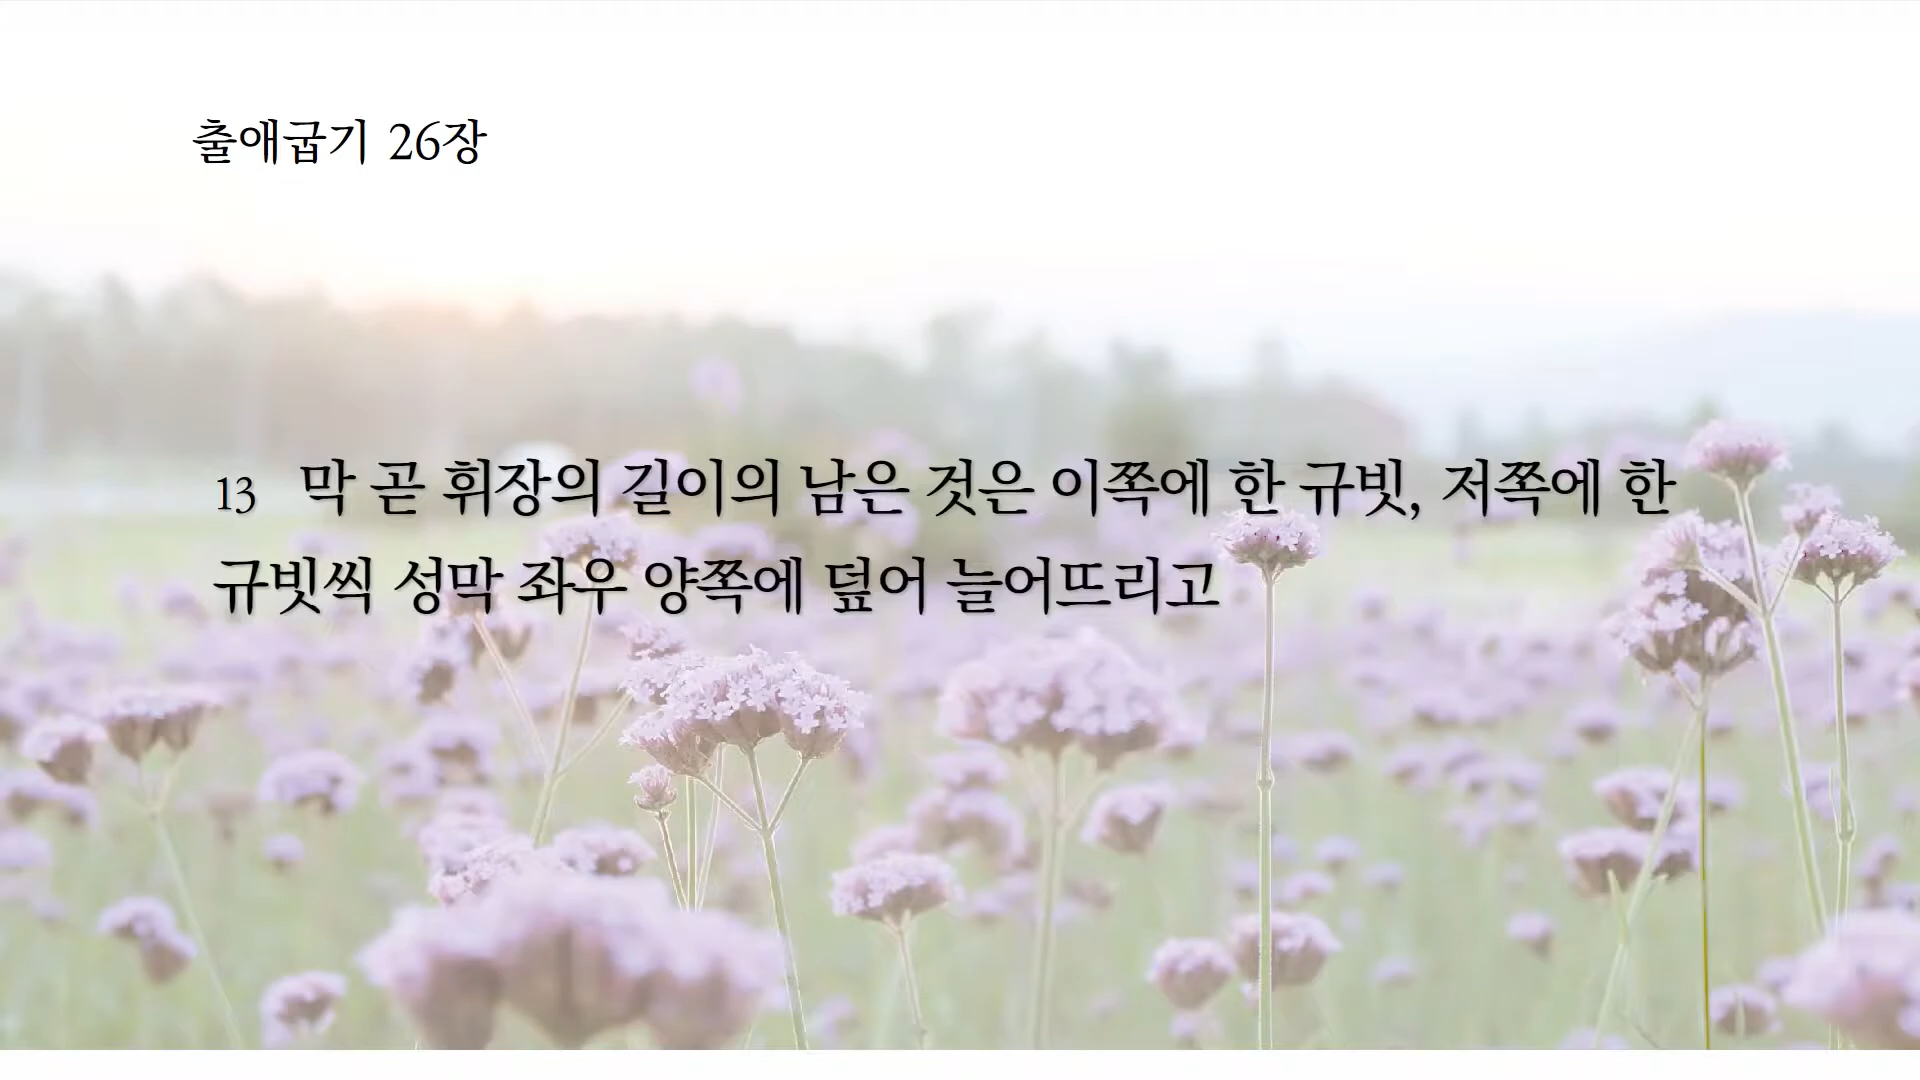 출애굽기 26장
13 막 곧 휘장의 길이의 남은 것은 이쪽에 한 규빗, 저쪽에 한
규빗씩 성막 좌우 양쪽에 덮어 늘어뜨리고